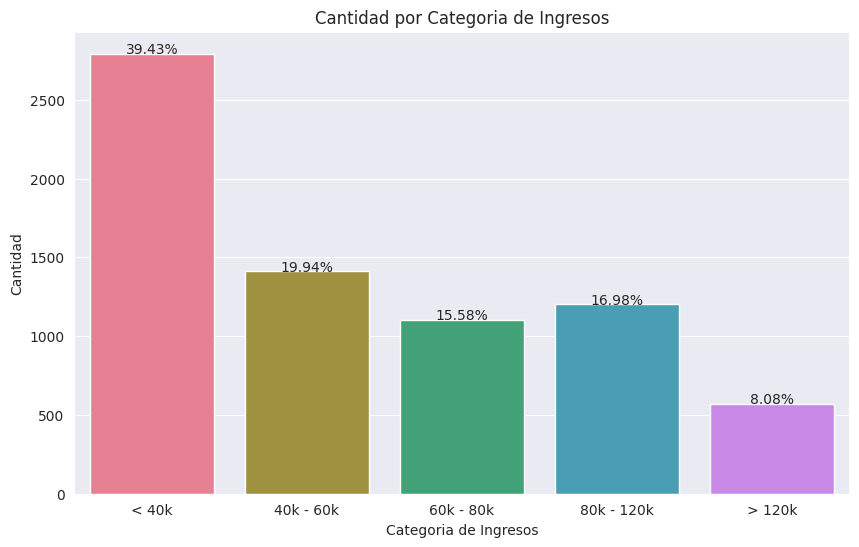 Cantidad por Categoria de Ingresos
39.43%
19.94%
15.58%
16.98%
8.08%
2500
2000
1500
1000
500
0
Cantidad
< 40k
40k - 60k
60k - 80k
80k - 120k
> 120k
Categoria de Ingresos